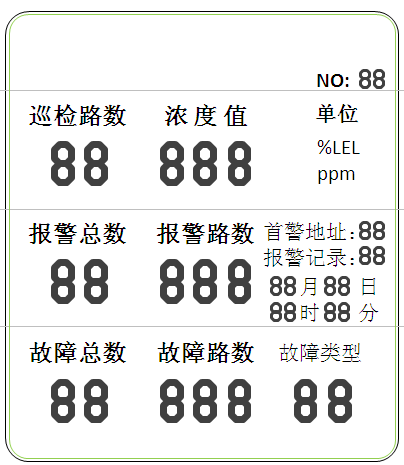 NO: 88
巡检路数 浓度值 单位
88 888 %LEL
ppm
报警总数 报警路数 首警地址:88
88 888 报警记录:88
88月88日
88时88分
故障总数 故障路数 故障类型
88 888 88